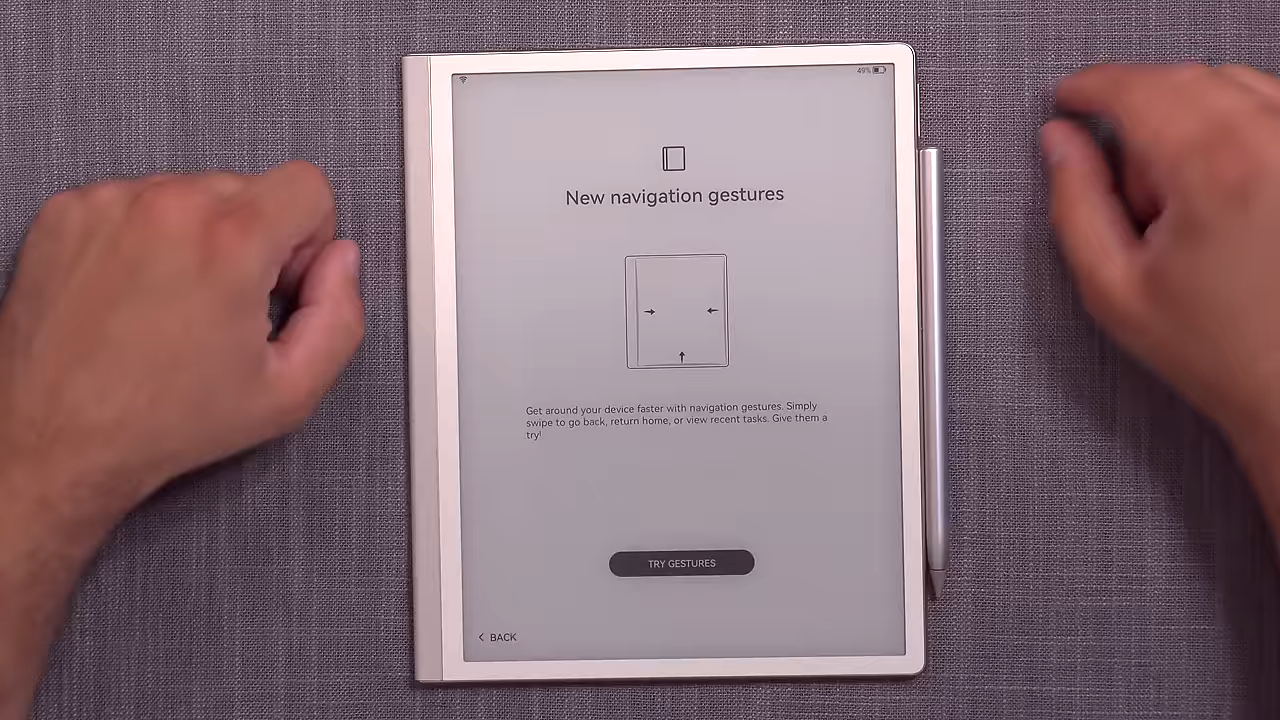 49%
New navigation gestures
Get around your device faster with navigation gestures. Simply
swipe to go back, return home, or view recent tasks. Give them a
try!
TRY GESTURES
BACK